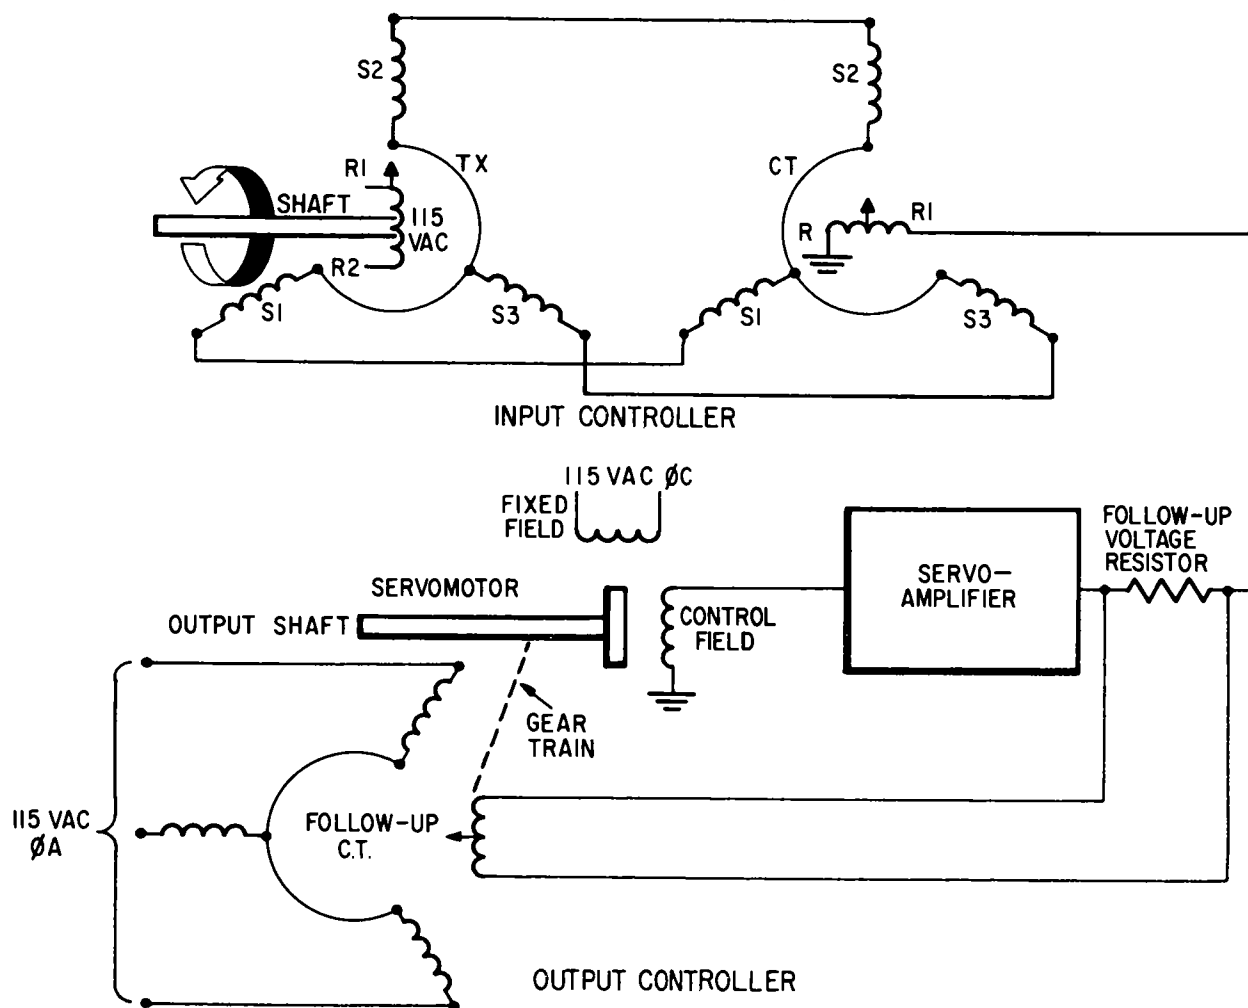 S2
S2
R1
TX
CT
SHAFT
115
VAC
R
R1
R2
S1
S3
S1
S3
INPUT CONTROLLER
115 VAC ØC
FIXED
FIELD
FOLLOW-UP
VOLTAGE
RESISTOR
SERVOMOTOR
SERVO-
AMPLIFIER
OUTPUT SHAFT
CONTROL
FIELD
GEAR
TRAIN
115 VAC
ØA
FOLLOW-UP
C.T.
OUTPUT CONTROLLER